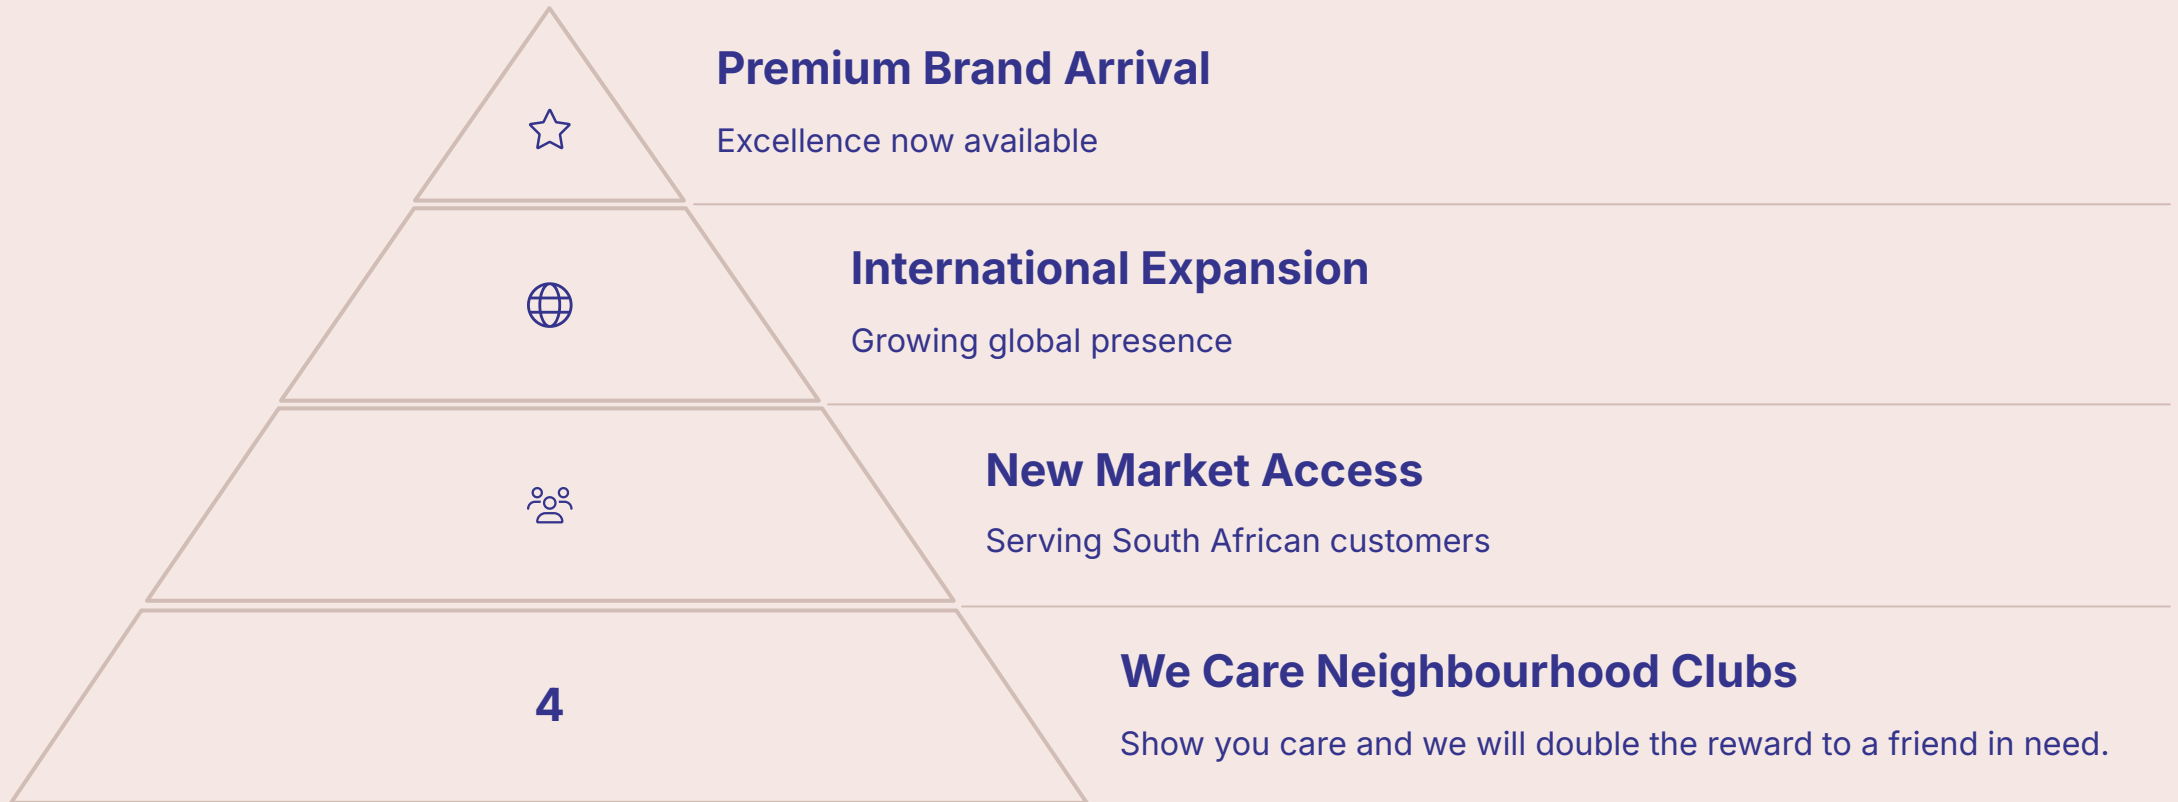 Premium Brand Arrival
Excellence now available
International Expansion
Growing global presence
New Market Access
Serving South African customers
4
We Care Neighbourhood Clubs
Show you care and we will double the reward to a friend in need.